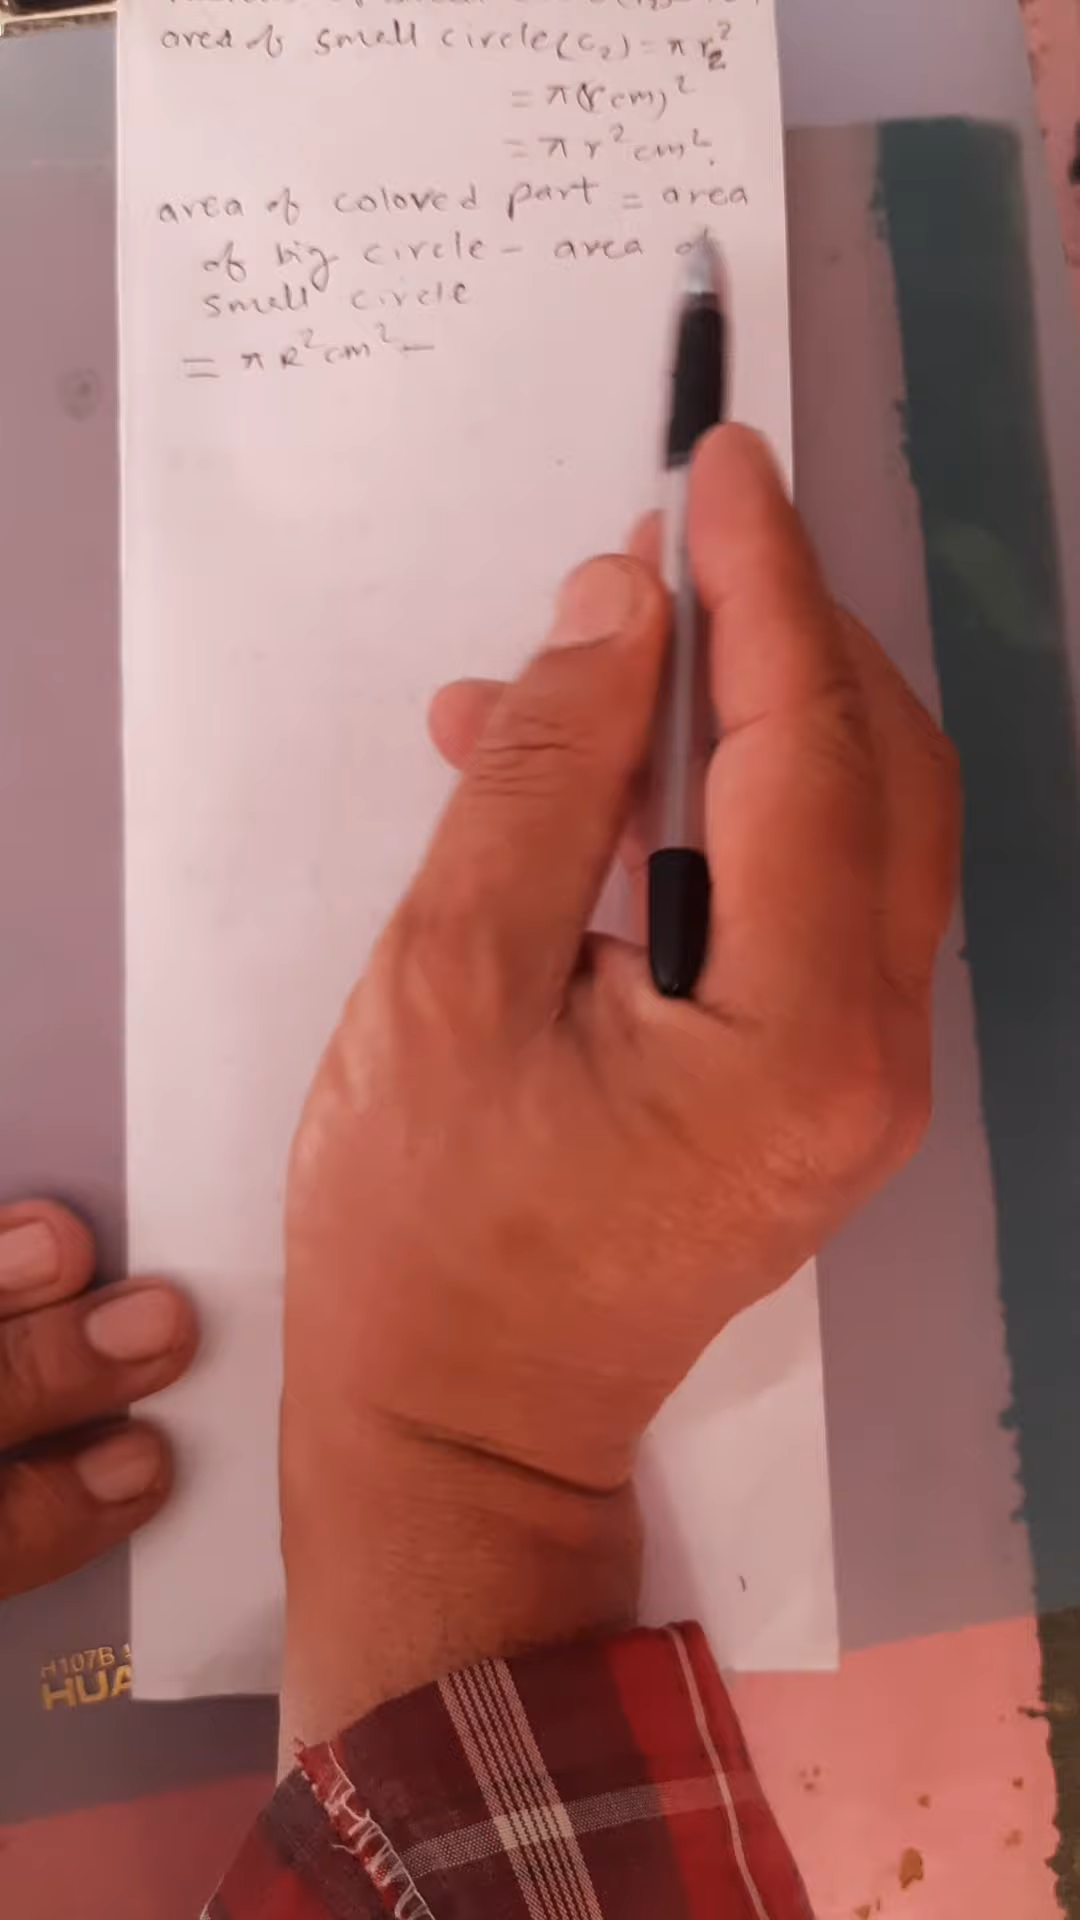 area of small circle(C₂) = π r₂²
= π(r cm)²
= π r² cm².
area of colored part = area
of big circle - area of
small circle
= π R² cm² -
H107B
HUA